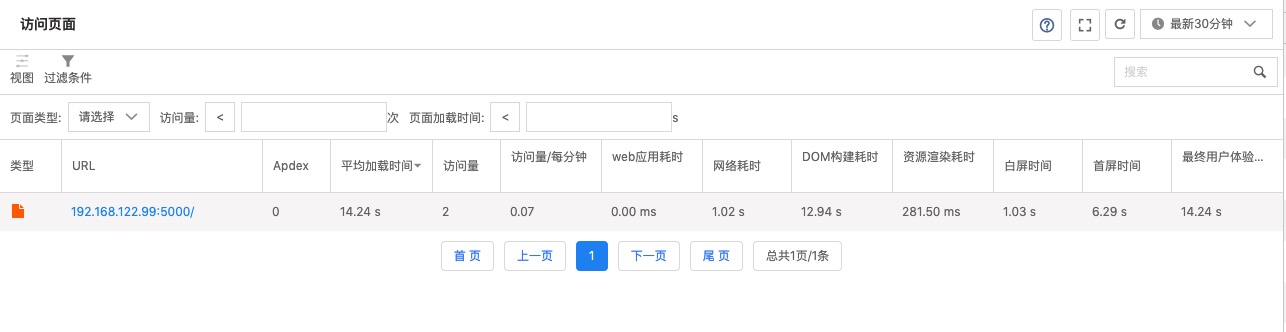 访问页面
最新30分钟
视图 过滤条件
搜索
页面类型: 请选择 访问量: < 次 页面加载时间: < s
类型 URL Apdex 平均加载时间 访问量 访问量/每分钟 web应用耗时 网络耗时 DOM构建耗时 资源渲染耗时 白屏时间 首屏时间 最终用户体验...
192.168.122.99:5000/ 0 14.24 s 2 0.07 0.00 ms 1.02 s 12.94 s 281.50 ms 1.03 s 6.29 s 14.24 s
首 页 上一页 1 下一页 尾 页 总共1页/1条